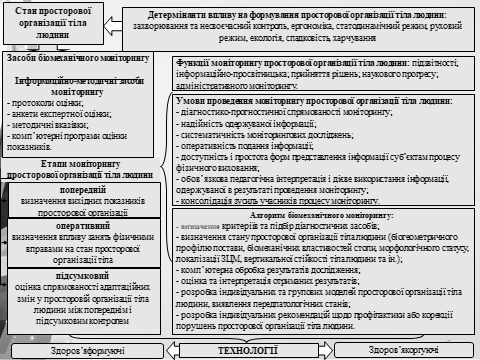 Стан просторової
організації тіла
людини
Детермінанти впливу на формування просторової організації тіла людини:
захворювання та несвоєчасний контроль, ергономіка, статодинамічний режим, руховий
режим, екологія, спадковість, харчування
Засоби біомеханічного моніторингу
Інформаційно-методичні засоби
моніторингу
- протоколи оцінки;
- анкети експертної оцінки;
- методичні вказівки;
- комп'ютерні програми оцінки
показників.
Етапи моніторингу
просторової організації тіла людини
попередній
визначення вихідних показників
просторової організації
оперативний
визначення впливу занять фізичними
вправами на стан просторової
організації тіла
підсумковий
оцінка спрямованості адаптаційних
змін у просторовій організації тіла
людини між попереднім і
підсумковим контролем
Функції моніторингу просторової організації тіла людини: підзвітності;
інформаційно-просвітницька, прийняття рішень, наукового прогресу;
адміністративного моніторингу.
Умови проведення моніторингу просторової організації тіла людини:
- діагностико-прогностичної спрямованості моніторингу;
- надійність одержуваної інформації;
- систематичність моніторингових досліджень;
- оперативність подання інформації;
- доступність і простота форм представлення інформації суб'єктам процесу
фізичного виховання;
- обов'язкова педагогічна інтерпретація і дієве використання інформації,
одержуваної в результаті проведення моніторингу;
- консолідація зусиль учасників процесу моніторингу.
Алгоритм біомеханічного моніторингу:
- визначення критеріїв та підбір діагностичних засобів;
- визначення стану просторової організації тіла людини (біогеометричного
профілю постави, біомеханічних властивостей стопи, морфологічного статусу,
локалізації ЗЦМ, вертикальної стійкості тіла людини та ін.);
- комп'ютерна обробка результатів дослідження;
- оцінка та інтерпретація отриманих результатів;
- розробка індивідуальних та групових моделей просторової організації тіла
людини, виявлення передпатологічних станів;
- розробка індивідуальних рекомендацій щодо профілактики або корекції
порушень просторової організації тіла людини.
Здоров'яформуючі
ТЕХНОЛОГІЇ
Здоров'якоргуючі